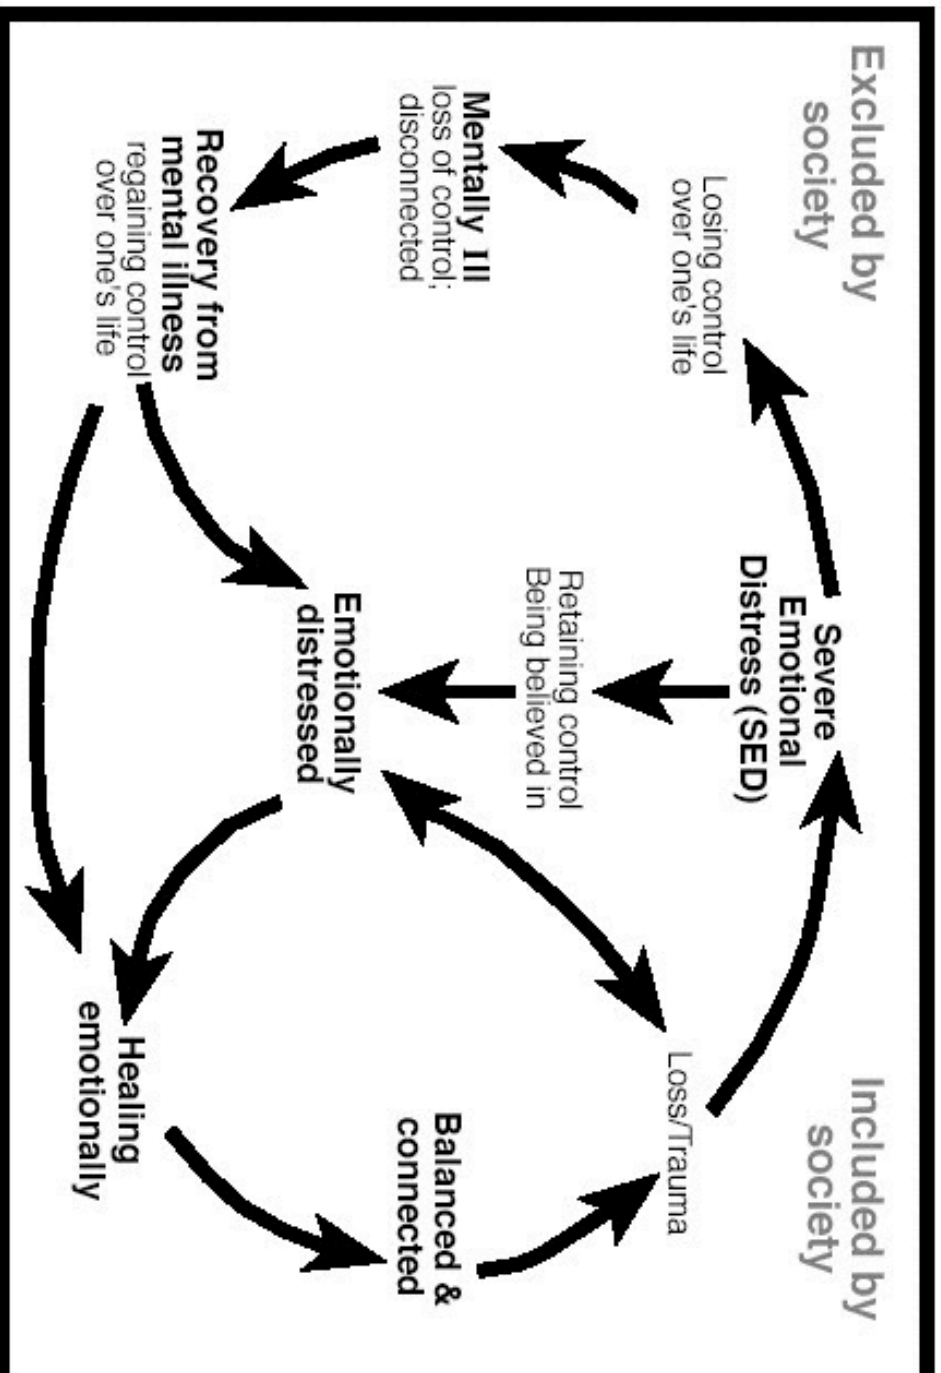 Excluded by
society
Included by
society
Severe
Emotional
Distress (SED)
Losing control
over one's life
Loss/Trauma
Retaining control
Being believed in
Mentally Ill
loss of control;
disconnected
Balanced &
connected
Emotionally
distressed
Recovery from
mental illness
regaining control
over one's life
Healing
emotionally